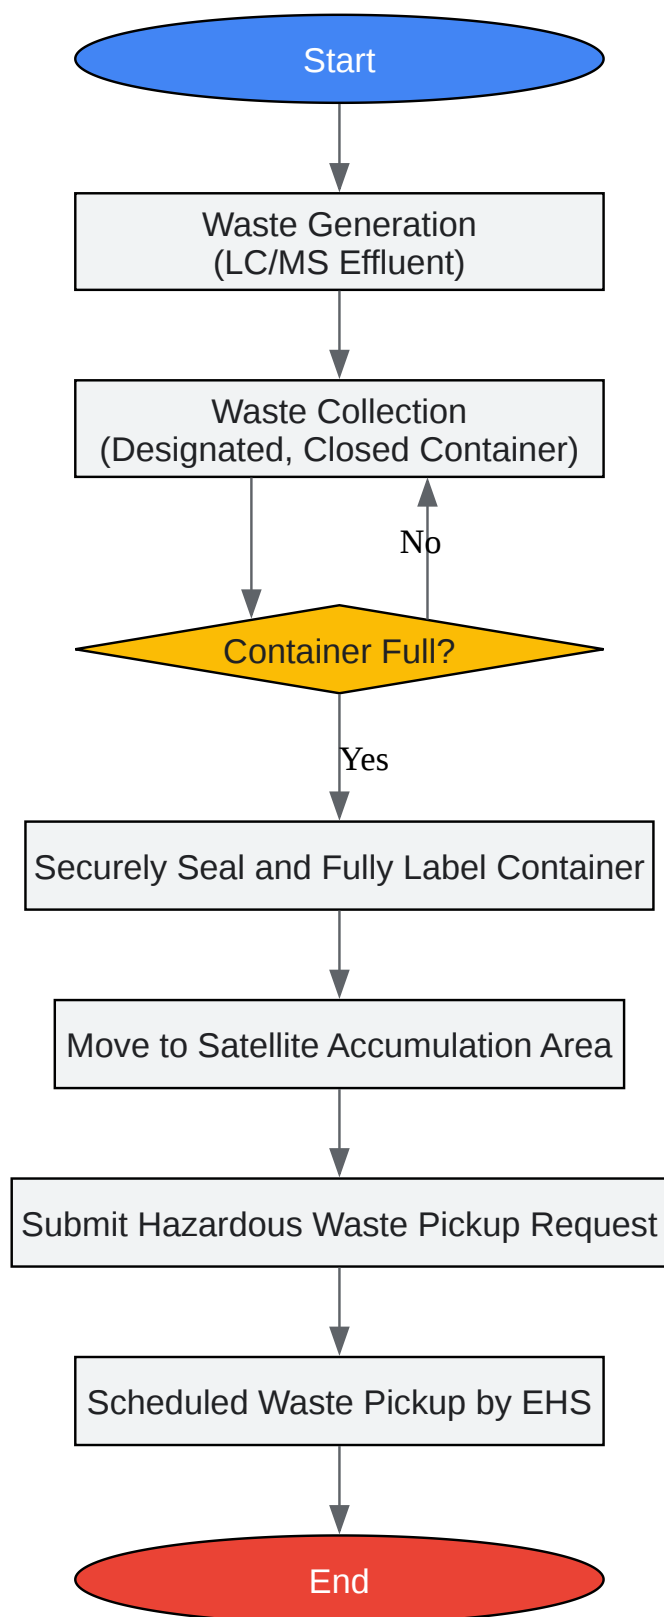 Start
Waste Generation
(LC/MS Effluent)
Waste Collection
(Designated, Closed Container)
No
Container Full?
Yes
Securely Seal and Fully Label Container
Move to Satellite Accumulation Area
Submit Hazardous Waste Pickup Request
Scheduled Waste Pickup by EHS
End